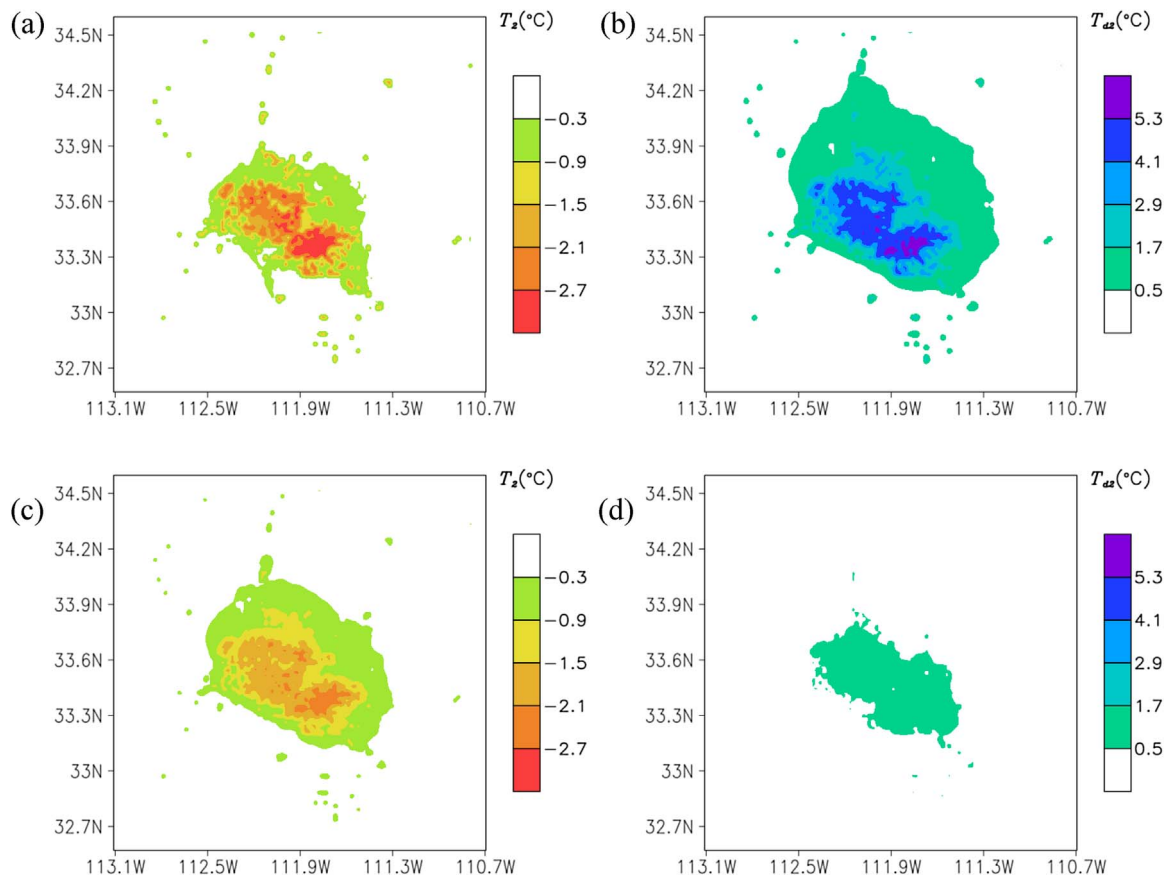 (a)
T₂(°C)
34.5N
34.2N
33.9N
33.6N
33.3N
33N
32.7N
113.1W 112.5W 111.9W 111.3W 110.7W
−0.3
−0.9
−1.5
−2.1
−2.7
(b)
T_d2(°C)
34.5N
34.2N
33.9N
33.6N
33.3N
33N
32.7N
113.1W 112.5W 111.9W 111.3W 110.7W
5.3
4.1
2.9
1.7
0.5
(c)
T₂(°C)
34.5N
34.2N
33.9N
33.6N
33.3N
33N
32.7N
113.1W 112.5W 111.9W 111.3W 110.7W
−0.3
−0.9
−1.5
−2.1
−2.7
(d)
T_d2(°C)
34.5N
34.2N
33.9N
33.6N
33.3N
33N
32.7N
113.1W 112.5W 111.9W 111.3W 110.7W
5.3
4.1
2.9
1.7
0.5